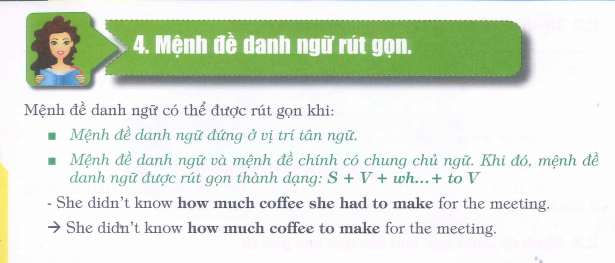 4. Mệnh đề danh ngữ rút gọn.
Mệnh đề danh ngữ có thể được rút gọn khi:
▪ Mệnh đề danh ngữ đứng ở vị trí tân ngữ.
▪ Mệnh đề danh ngữ và mệnh đề chính có chung chủ ngữ. Khi đó, mệnh đề
danh ngữ được rút gọn thành dạng: S + V + wh...+ to V
- She didn't know how much coffee she had to make for the meeting.
→ She didn't know how much coffee to make for the meeting.